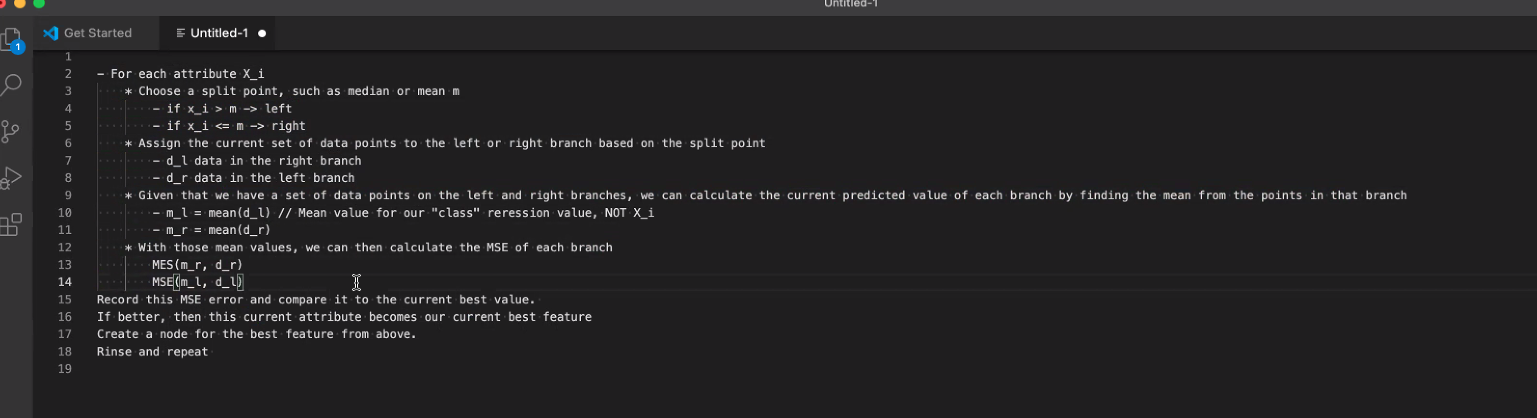 Untitled-1
Get Started
Untitled-1
1
1
2 - For each attribute X_i
3 * Choose a split point, such as median or mean m
4 - if x_i > m -> left
5 - if x_i <= m -> right
6 * Assign the current set of data points to the left or right branch based on the split point
7 - d_l data in the right branch
8 - d_r data in the left branch
9 * Given that we have a set of data points on the left and right branches, we can calculate the current predicted value of each branch by finding the mean from the points in that branch
10 - m_l = mean(d_l) // Mean value for our "class" reression value, NOT X_i
11 - m_r = mean(d_r)
12 * With those mean values, we can then calculate the MSE of each branch
13 MES(m_r, d_r)
14 MSE(m_l, d_l)
15 Record this MSE error and compare it to the current best value.
16 If better, then this current attribute becomes our current best feature
17 Create a node for the best feature from above.
18 Rinse and repeat
19